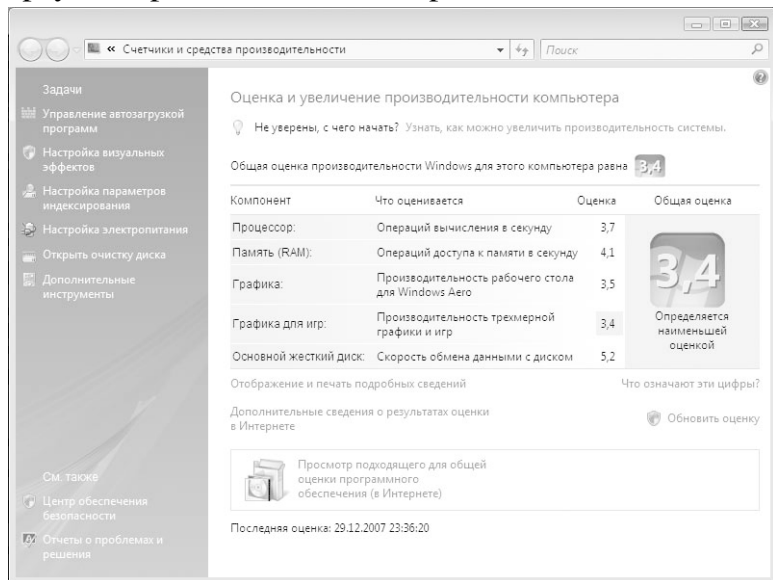 « Счетчики и средства производительности
Поиск
Задачи
Управление автозагрузкой
программ
Настройка визуальных
эффектов
Настройка параметров
индексирования
Настройка электропитания
Открыть очистку диска
Дополнительные
инструменты
См. также
Центр обеспечения
безопасности
Отчеты о проблемах и
решения
Оценка и увеличение производительности компьютера
Не уверены, с чего начать? Узнать, как можно увеличить производительность системы.
Общая оценка производительности Windows для этого компьютера равна 3,4
Компонент Что оценивается Оценка Общая оценка
Процессор: Операций вычисления в секунду 3,7
Память (RAM): Операций доступа к памяти в секунду 4,1
Графика: Производительность рабочего стола
для Windows Aero 3,5
Графика для игр: Производительность трехмерной
графики и игр 3,4
Основной жесткий диск: Скорость обмена данными с диском 5,2
3,4
Определяется
наименьшей
оценкой
Отображение и печать подробных сведений Что означают эти цифры?
Дополнительные сведения о результатах оценки
в Интернете
Обновить оценку
Просмотр подходящего для общей
оценки программного
обеспечения (в Интернете)
Последняя оценка: 29.12.2007 23:36:20